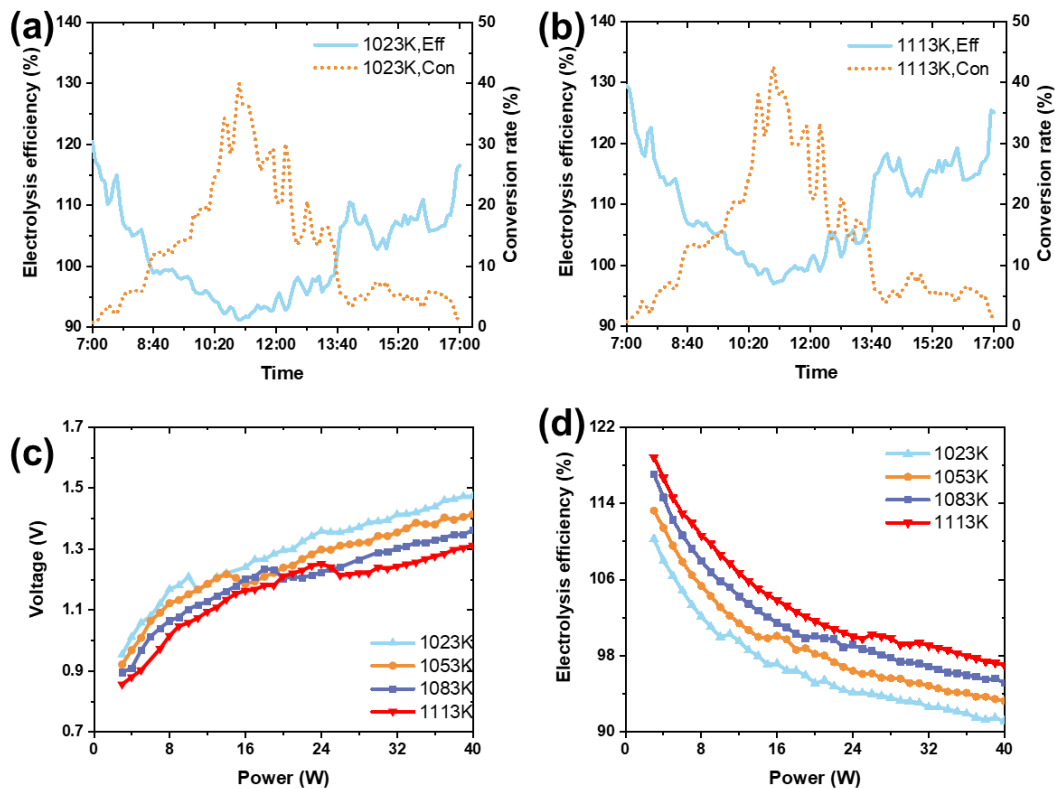 (a)
1023K,Eff
1023K,Con
Electrolysis efficiency (%)
140
130
120
110
100
90
50
40
30
20
10
0
Conversion rate (%)
7:00 8:40 10:20 12:00 13:40 15:20 17:00
Time
(b)
1113K,Eff
1113K,Con
Electrolysis efficiency (%)
140
130
120
110
100
90
50
40
30
20
10
0
Conversion rate (%)
7:00 8:40 10:20 12:00 13:40 15:20 17:00
Time
(c)
Voltage (V)
1.7
1.5
1.3
1.1
0.9
0.7
1023K
1053K
1083K
1113K
0 8 16 24 32 40
Power (W)
(d)
Electrolysis efficiency (%)
122
114
106
98
90
1023K
1053K
1083K
1113K
0 8 16 24 32 40
Power (W)